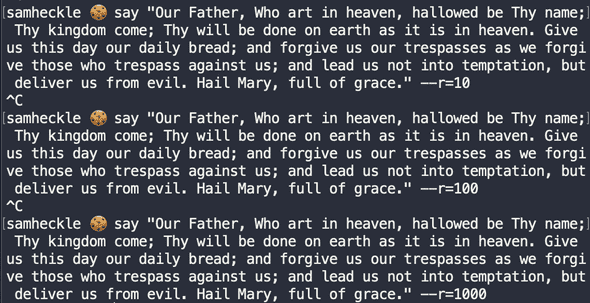 [samheckle 🍪 say "Our Father, Who art in heaven, hallowed be Thy name;]
 Thy kingdom come; Thy will be done on earth as it is in heaven. Give
us this day our daily bread; and forgive us our trespasses as we forgi
ve those who trespass against us; and lead us not into temptation, but
 deliver us from evil. Hail Mary, full of grace." --r=10
^C
[samheckle 🍪 say "Our Father, Who art in heaven, hallowed be Thy name;]
 Thy kingdom come; Thy will be done on earth as it is in heaven. Give
us this day our daily bread; and forgive us our trespasses as we forgi
ve those who trespass against us; and lead us not into temptation, but
 deliver us from evil. Hail Mary, full of grace." --r=100
^C
[samheckle 🍪 say "Our Father, Who art in heaven, hallowed be Thy name;]
 Thy kingdom come; Thy will be done on earth as it is in heaven. Give
us this day our daily bread; and forgive us our trespasses as we forgi
ve those who trespass against us; and lead us not into temptation, but
 deliver us from evil. Hail Mary, full of grace." --r=1000